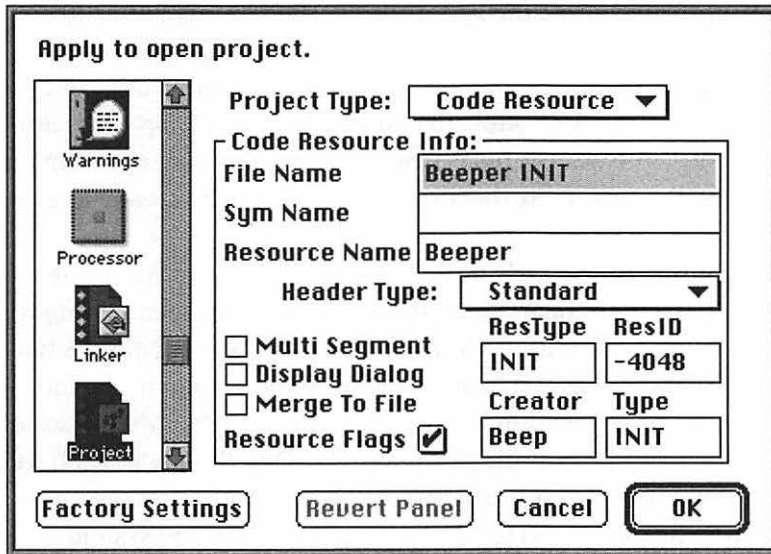 Apply to open project.
Warnings
Processor
Linker
Project
Project Type: Code Resource
Code Resource Info:
File Name Beeper INIT
Sym Name
Resource Name Beeper
Header Type: Standard
ResType ResID
Multi Segment INIT -4048
Display Dialog
Merge To File Creator Type
Resource Flags Beep INIT
Factory Settings Revert Panel Cancel OK